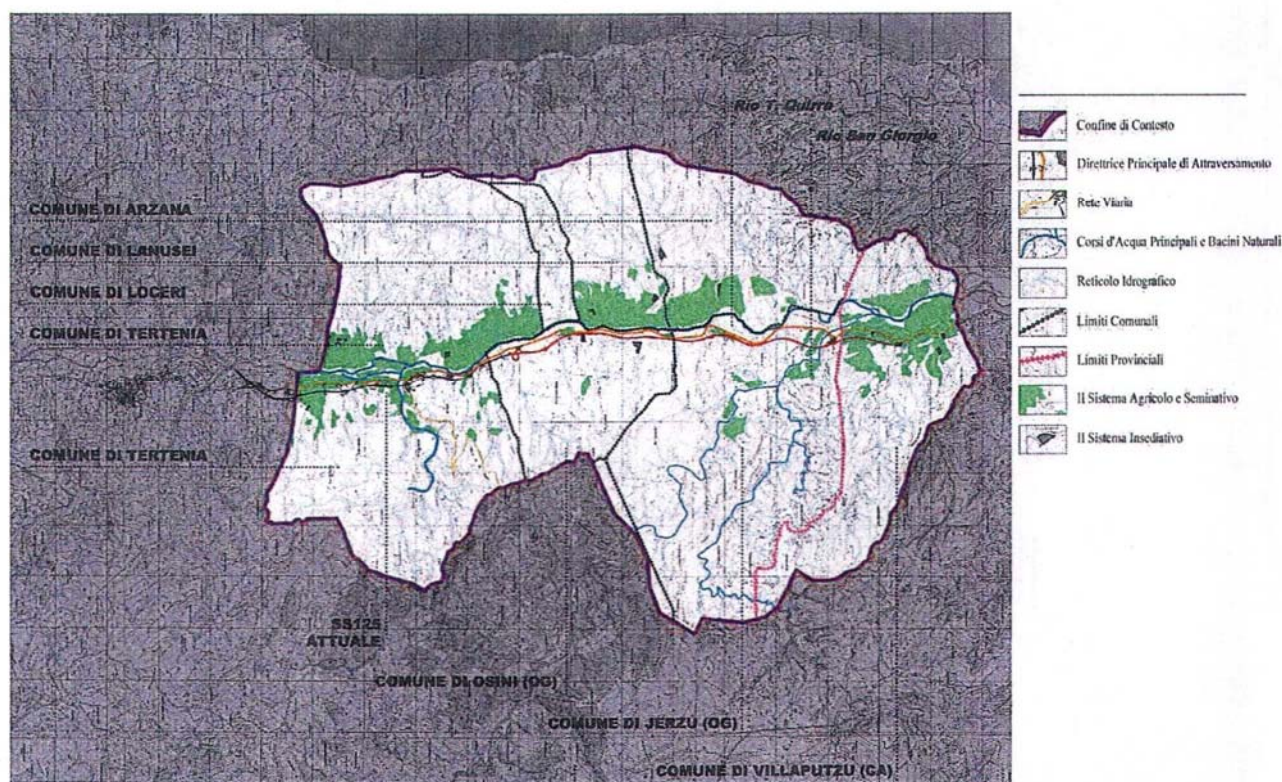 Rio T. Quirra
Rio San Giorgio
COMUNE DI ARZANA
COMUNE DI LANUSEI
COMUNE DI LOCERI
COMUNE DI TERTENIA
COMUNE DI TERTENIA
SS125
ATTUALE
COMUNE DI OSINI (OG)
COMUNE DI JERZU (OG)
COMUNE DI VILLAPUTZU (CA)
Confine di Contesto
Direttrice Principale di Attraversamento
Rete Viaria
Corsi d'Acqua Principali e Bacini Naturali
Reticolo Idrografico
Limiti Comunali
Limiti Provinciali
Il Sistema Agricolo e Seminativo
Il Sistema Insediativo